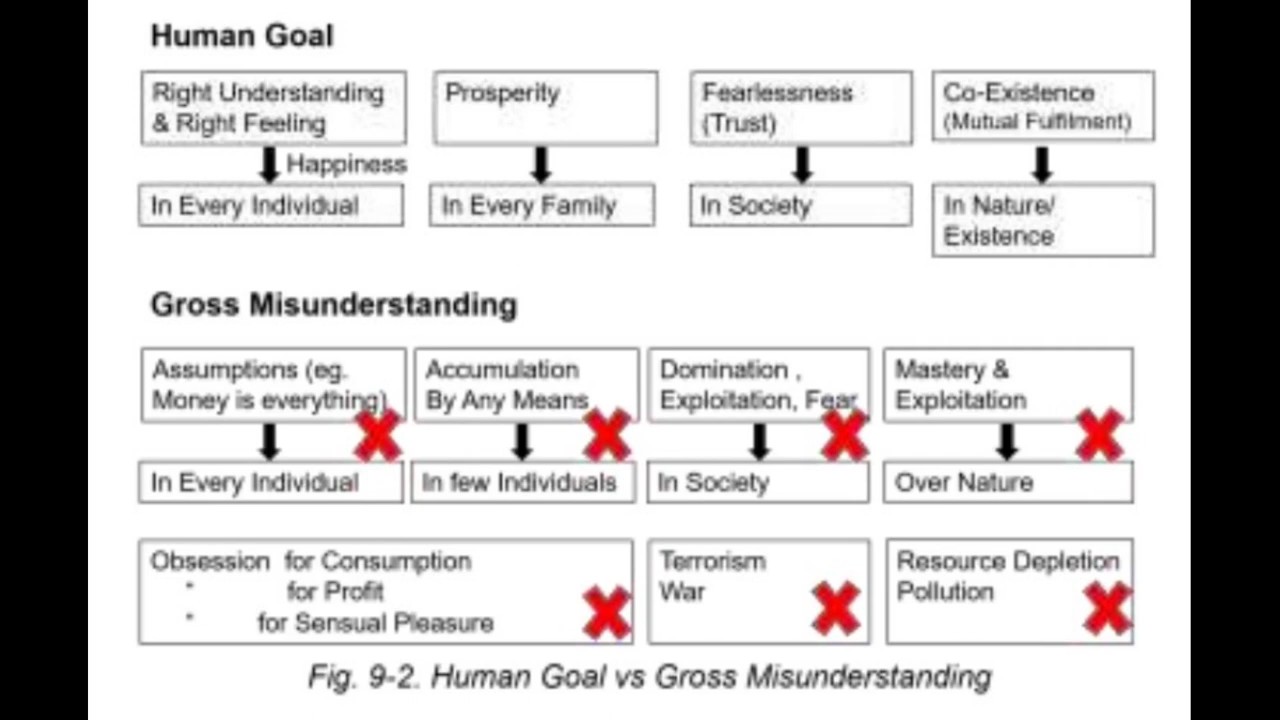 Human Goal
Right Understanding
& Right Feeling
Prosperity
Fearlessness
(Trust)
Co-Existence
(Mutual Fulfilment)
Happiness
In Every Individual
In Every Family
In Society
In Nature/
Existence
Gross Misunderstanding
Assumptions (eg.
Money is everything)
Accumulation
By Any Means
Domination ,
Exploitation, Fear
Mastery &
Exploitation
In Every Individual
In few Individuals
In Society
Over Nature
Obsession for Consumption
" for Profit
" for Sensual Pleasure
Terrorism
War
Resource Depletion
Pollution
Fig. 9-2. Human Goal vs Gross Misunderstanding